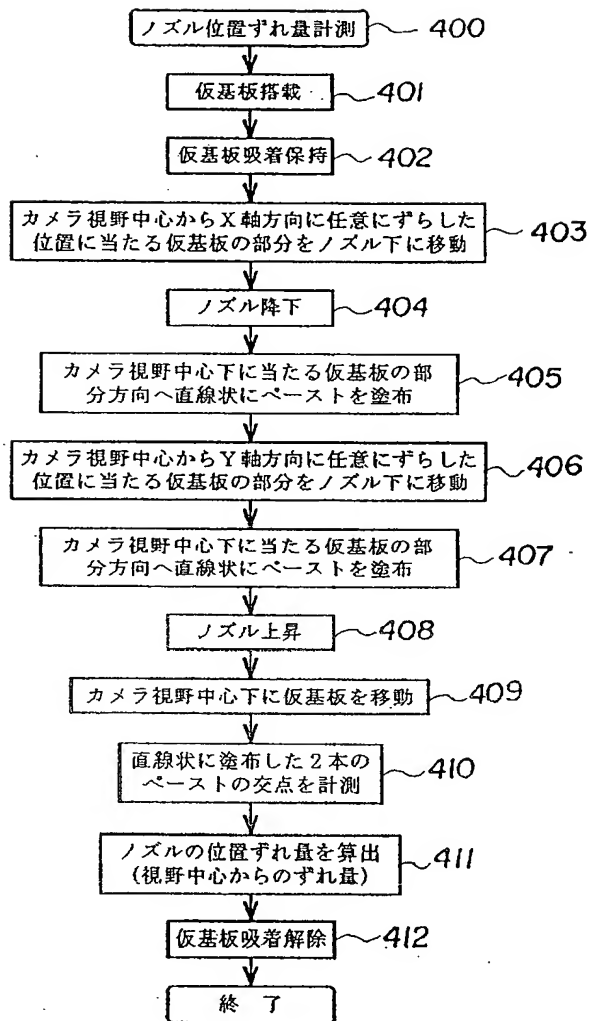 ノズル位置ずれ量計測 400
仮基板搭載 401
仮基板吸着保持 402
カメラ視野中心からX軸方向に任意にずらした
位置に当たる仮基板の部分をノズル下に移動 403
ノズル降下 404
カメラ視野中心下に当たる仮基板の部
分方向へ直線状にペーストを塗布 405
カメラ視野中心からY軸方向に任意にずらした
位置に当たる仮基板の部分をノズル下に移動 406
カメラ視野中心下に当たる仮基板の部
分方向へ直線状にペーストを塗布 407
ノズル上昇 408
カメラ視野中心下に仮基板を移動 409
直線状に塗布した2本の
ペーストの交点を計測 410
ノズルの位置ずれ量を算出
(視野中心からのずれ量) 411
仮基板吸着解除 412
終 了